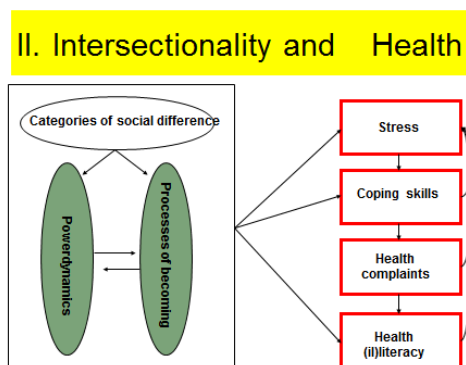 II. Intersectionality and Health
Categories of social difference
Powerdynamics
Processes of becoming
Stress
Coping skills
Health
complaints
Health
(il)literacy